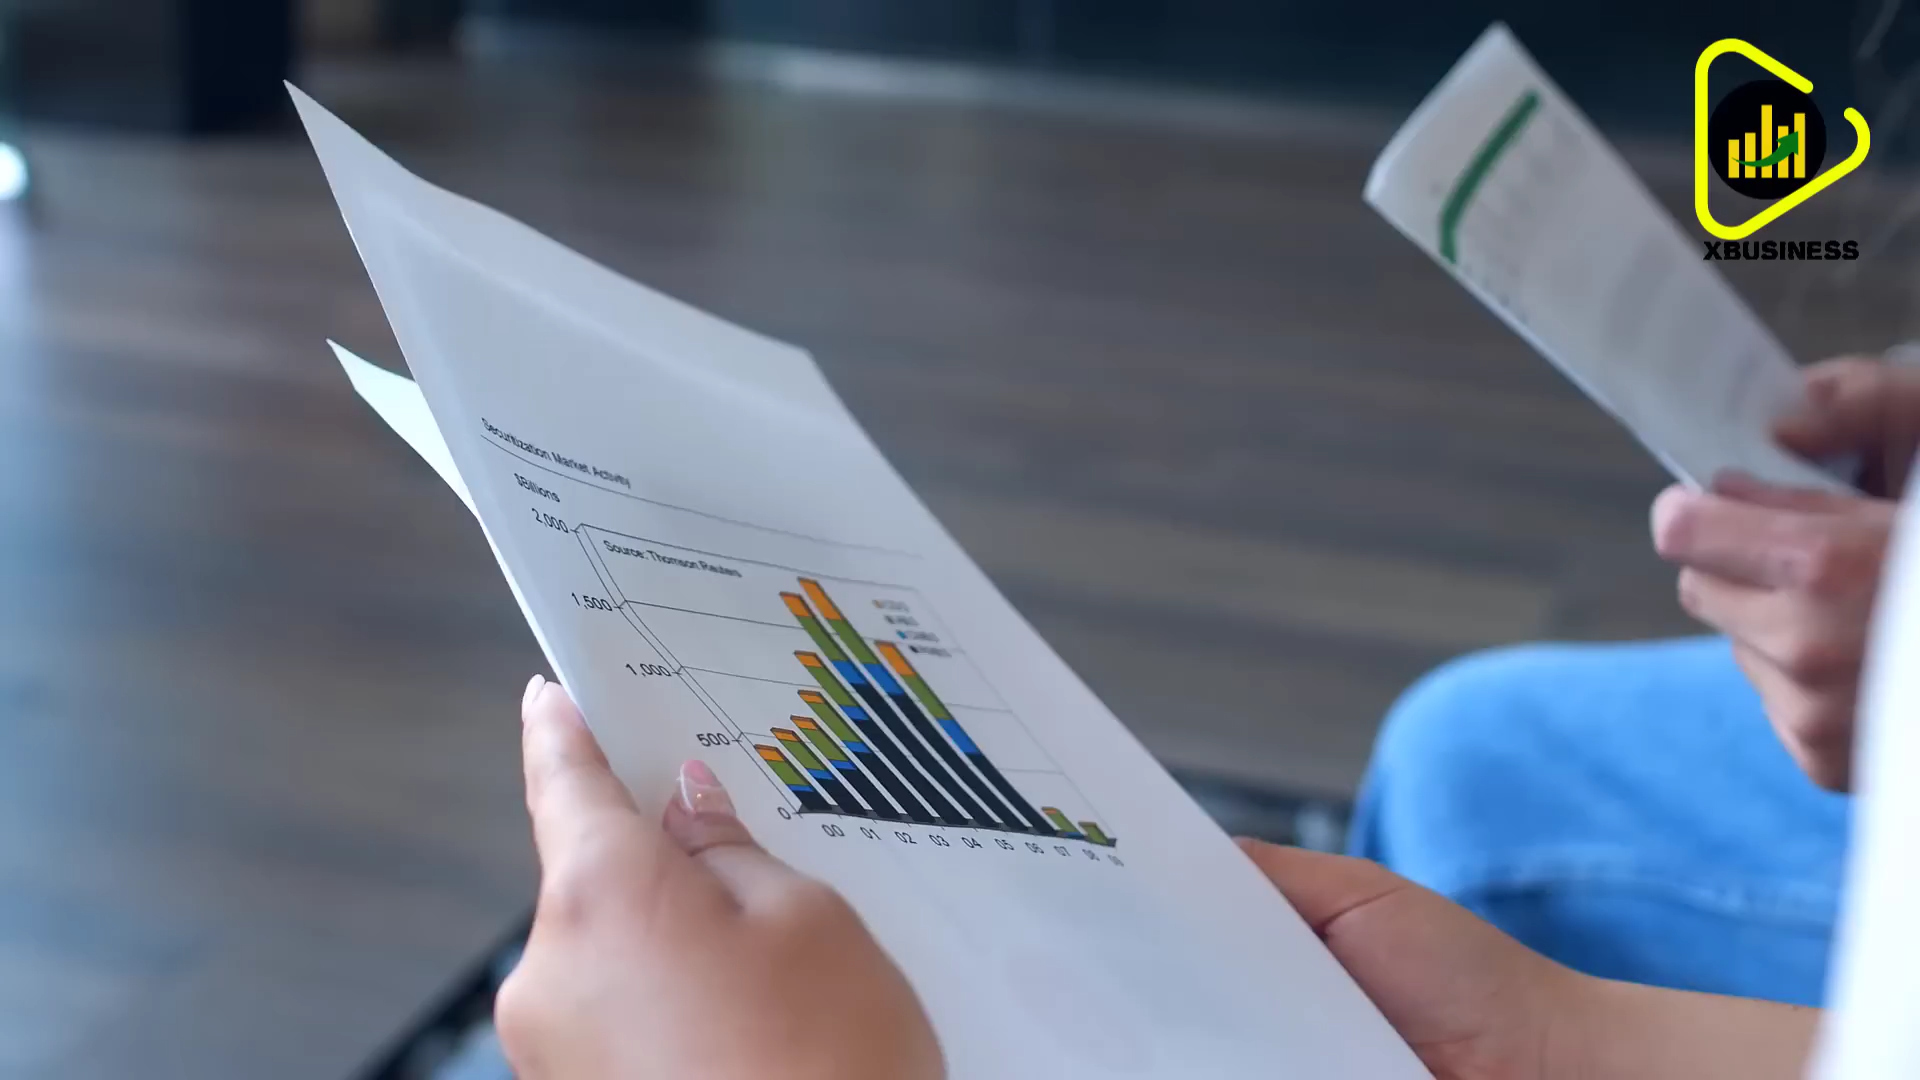 XBUSINESS
Securitization Market Activity
$Billions
2,000
Source: Thomson Reuters
1,500
1,000
500
0
00 01 02 03 04 05 06 07 08 09